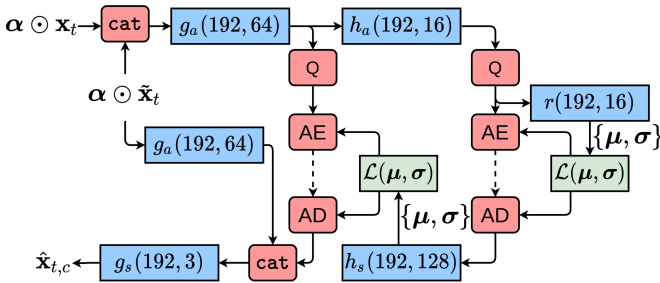 α ⊙ x_t
cat
g_a(192, 64)
h_a(192, 16)
Q
Q
α ⊙ x̃_t
r(192, 16)
AE
AE
{μ, σ}
g_a(192, 64)
ℒ(μ, σ)
ℒ(μ, σ)
AD
{μ, σ}
AD
x̂_{t,c}
g_s(192, 3)
cat
h_s(192, 128)